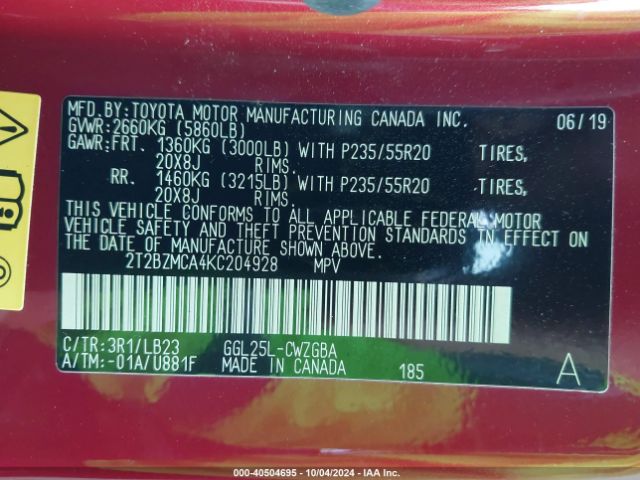 MFD.BY:TOYOTA MOTOR MANUFACTURING CANADA INC. 06/19
GVWR:2660KG (5860LB)
GAWR:FRT. 1360KG (3000LB) WITH P235/55R20 TIRES,
20X8J RIMS.
RR. 1460KG (3215LB) WITH P235/55R20 TIRES,
20X8J RIMS.
THIS VEHICLE CONFORMS TO ALL APPLICABLE FEDERAL MOTOR
VEHICLE SAFETY AND THEFT PREVENTION STANDARDS IN EFFECT ON
THE DATE OF MANUFACTURE SHOWN ABOVE.
2T2BZMCA4KC204928 MPV
C/TR:3R1/LB23 GGL25L-CWZGBA
A/TM:-01A/U881F MADE IN CANADA 185 A
000-40504695 - 10/04/2024 - IAA Inc.